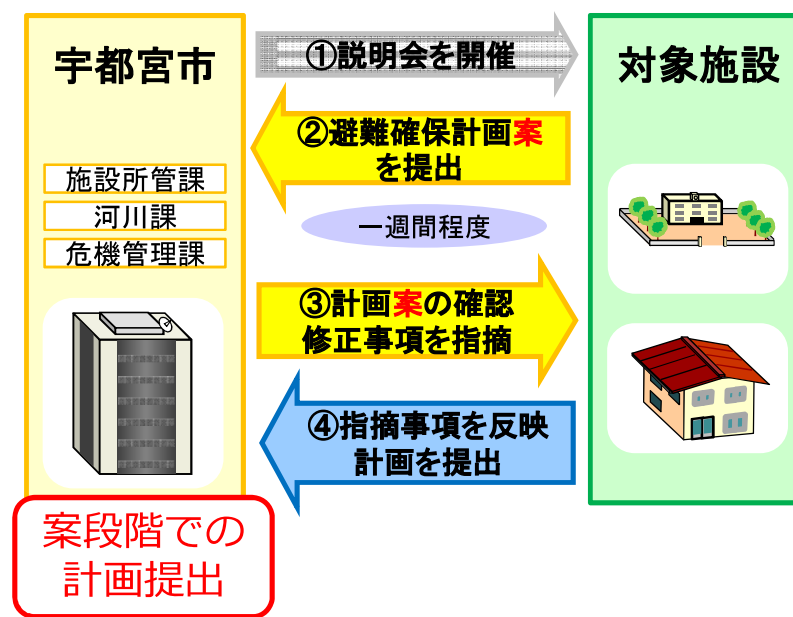 宇都宮市
施設所管課
河川課
危機管理課
案段階での
計画提出
①説明会を開催
②避難確保計画案
を提出
一週間程度
③計画案の確認
修正事項を指摘
④指摘事項を反映
計画を提出
対象施設